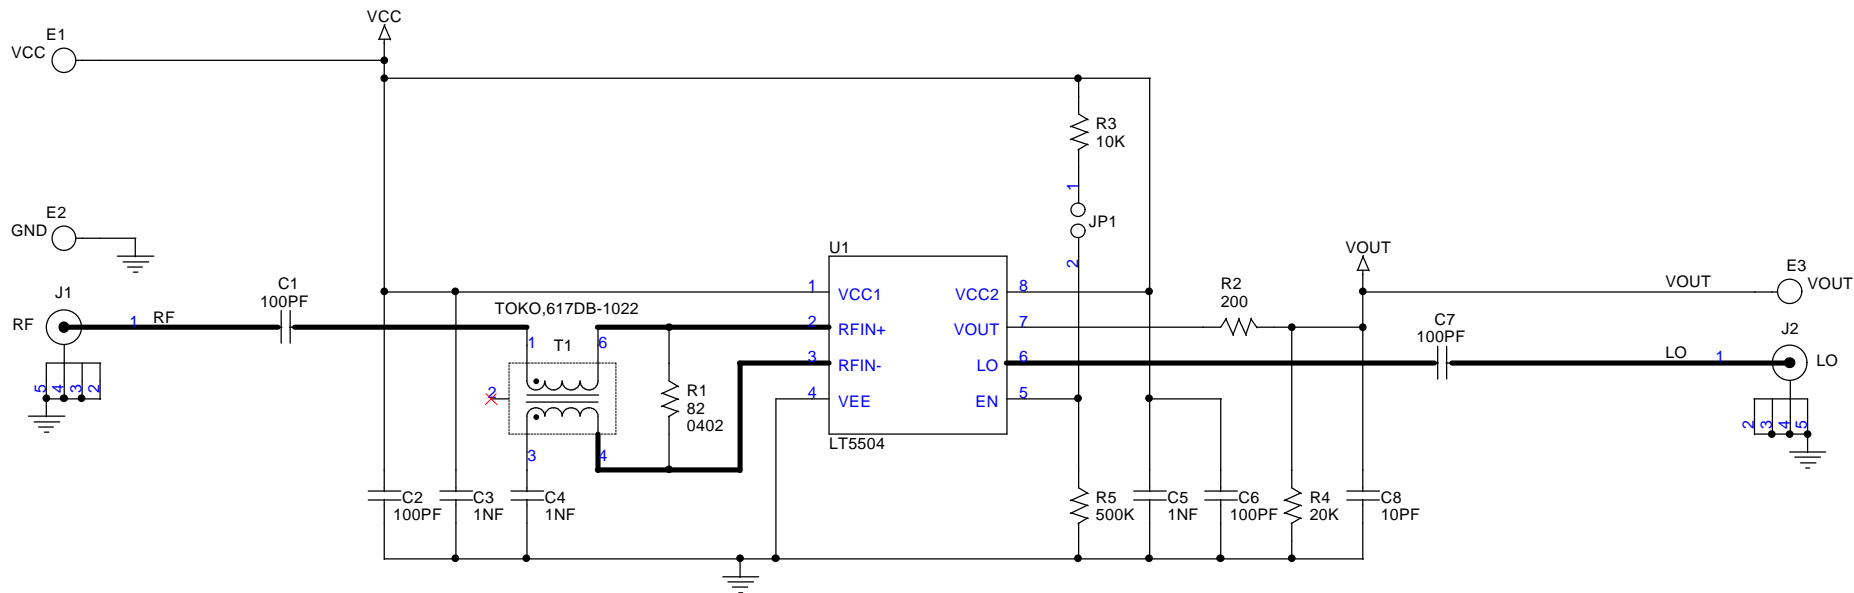 VCC
E1
VCC
R3
10K
1
JP1
2
E2
GND
J1
RF
1
RF
5
4
3
2
C1
100PF
TOKO,617DB-1022
T1
1
6
2
3
4
R1
82
0402
U1
1
VCC1
2
RFIN+
3
RFIN-
4
VEE
VCC2
8
VOUT
7
LO
6
EN
5
LT5504
R2
200
VOUT
VOUT
E3
VOUT
C7
100PF
LO
1
J2
LO
2
3
4
5
C2
100PF
C3
1NF
C4
1NF
R5
500K
C5
1NF
C6
100PF
R4
20K
C8
10PF